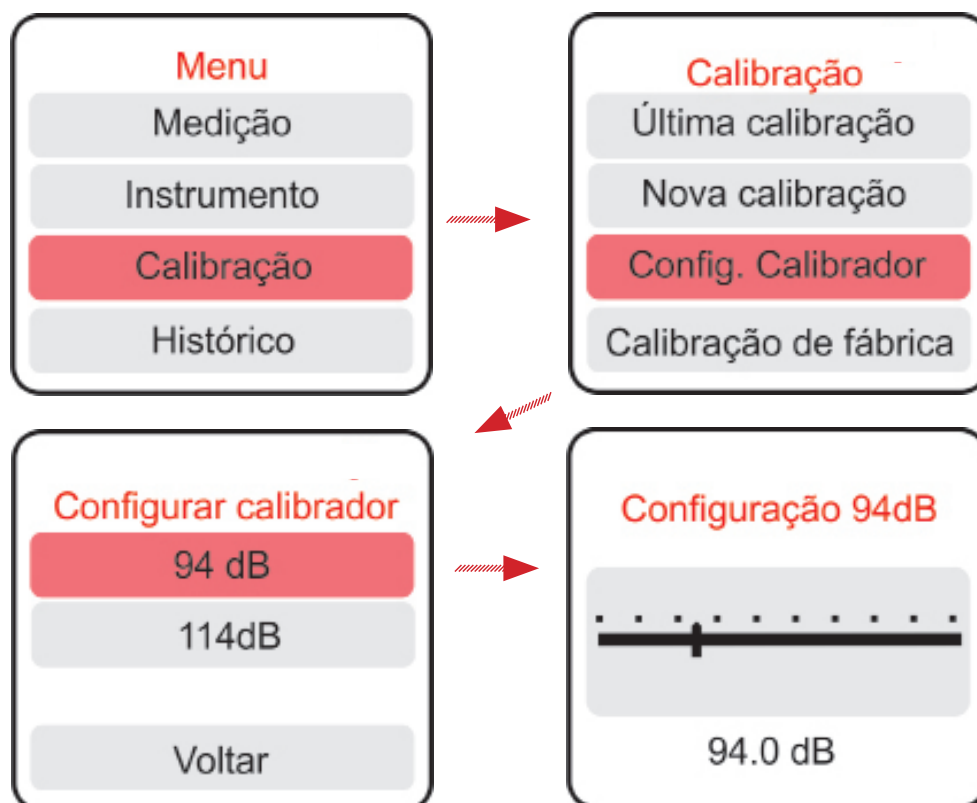 Menu
Medição
Instrumento
Calibração
Histórico
Calibração
Última calibração
Nova calibração
Config. Calibrador
Calibração de fábrica
Configurar calibrador
94 dB
114dB
Voltar
Configuração 94dB
94.0 dB